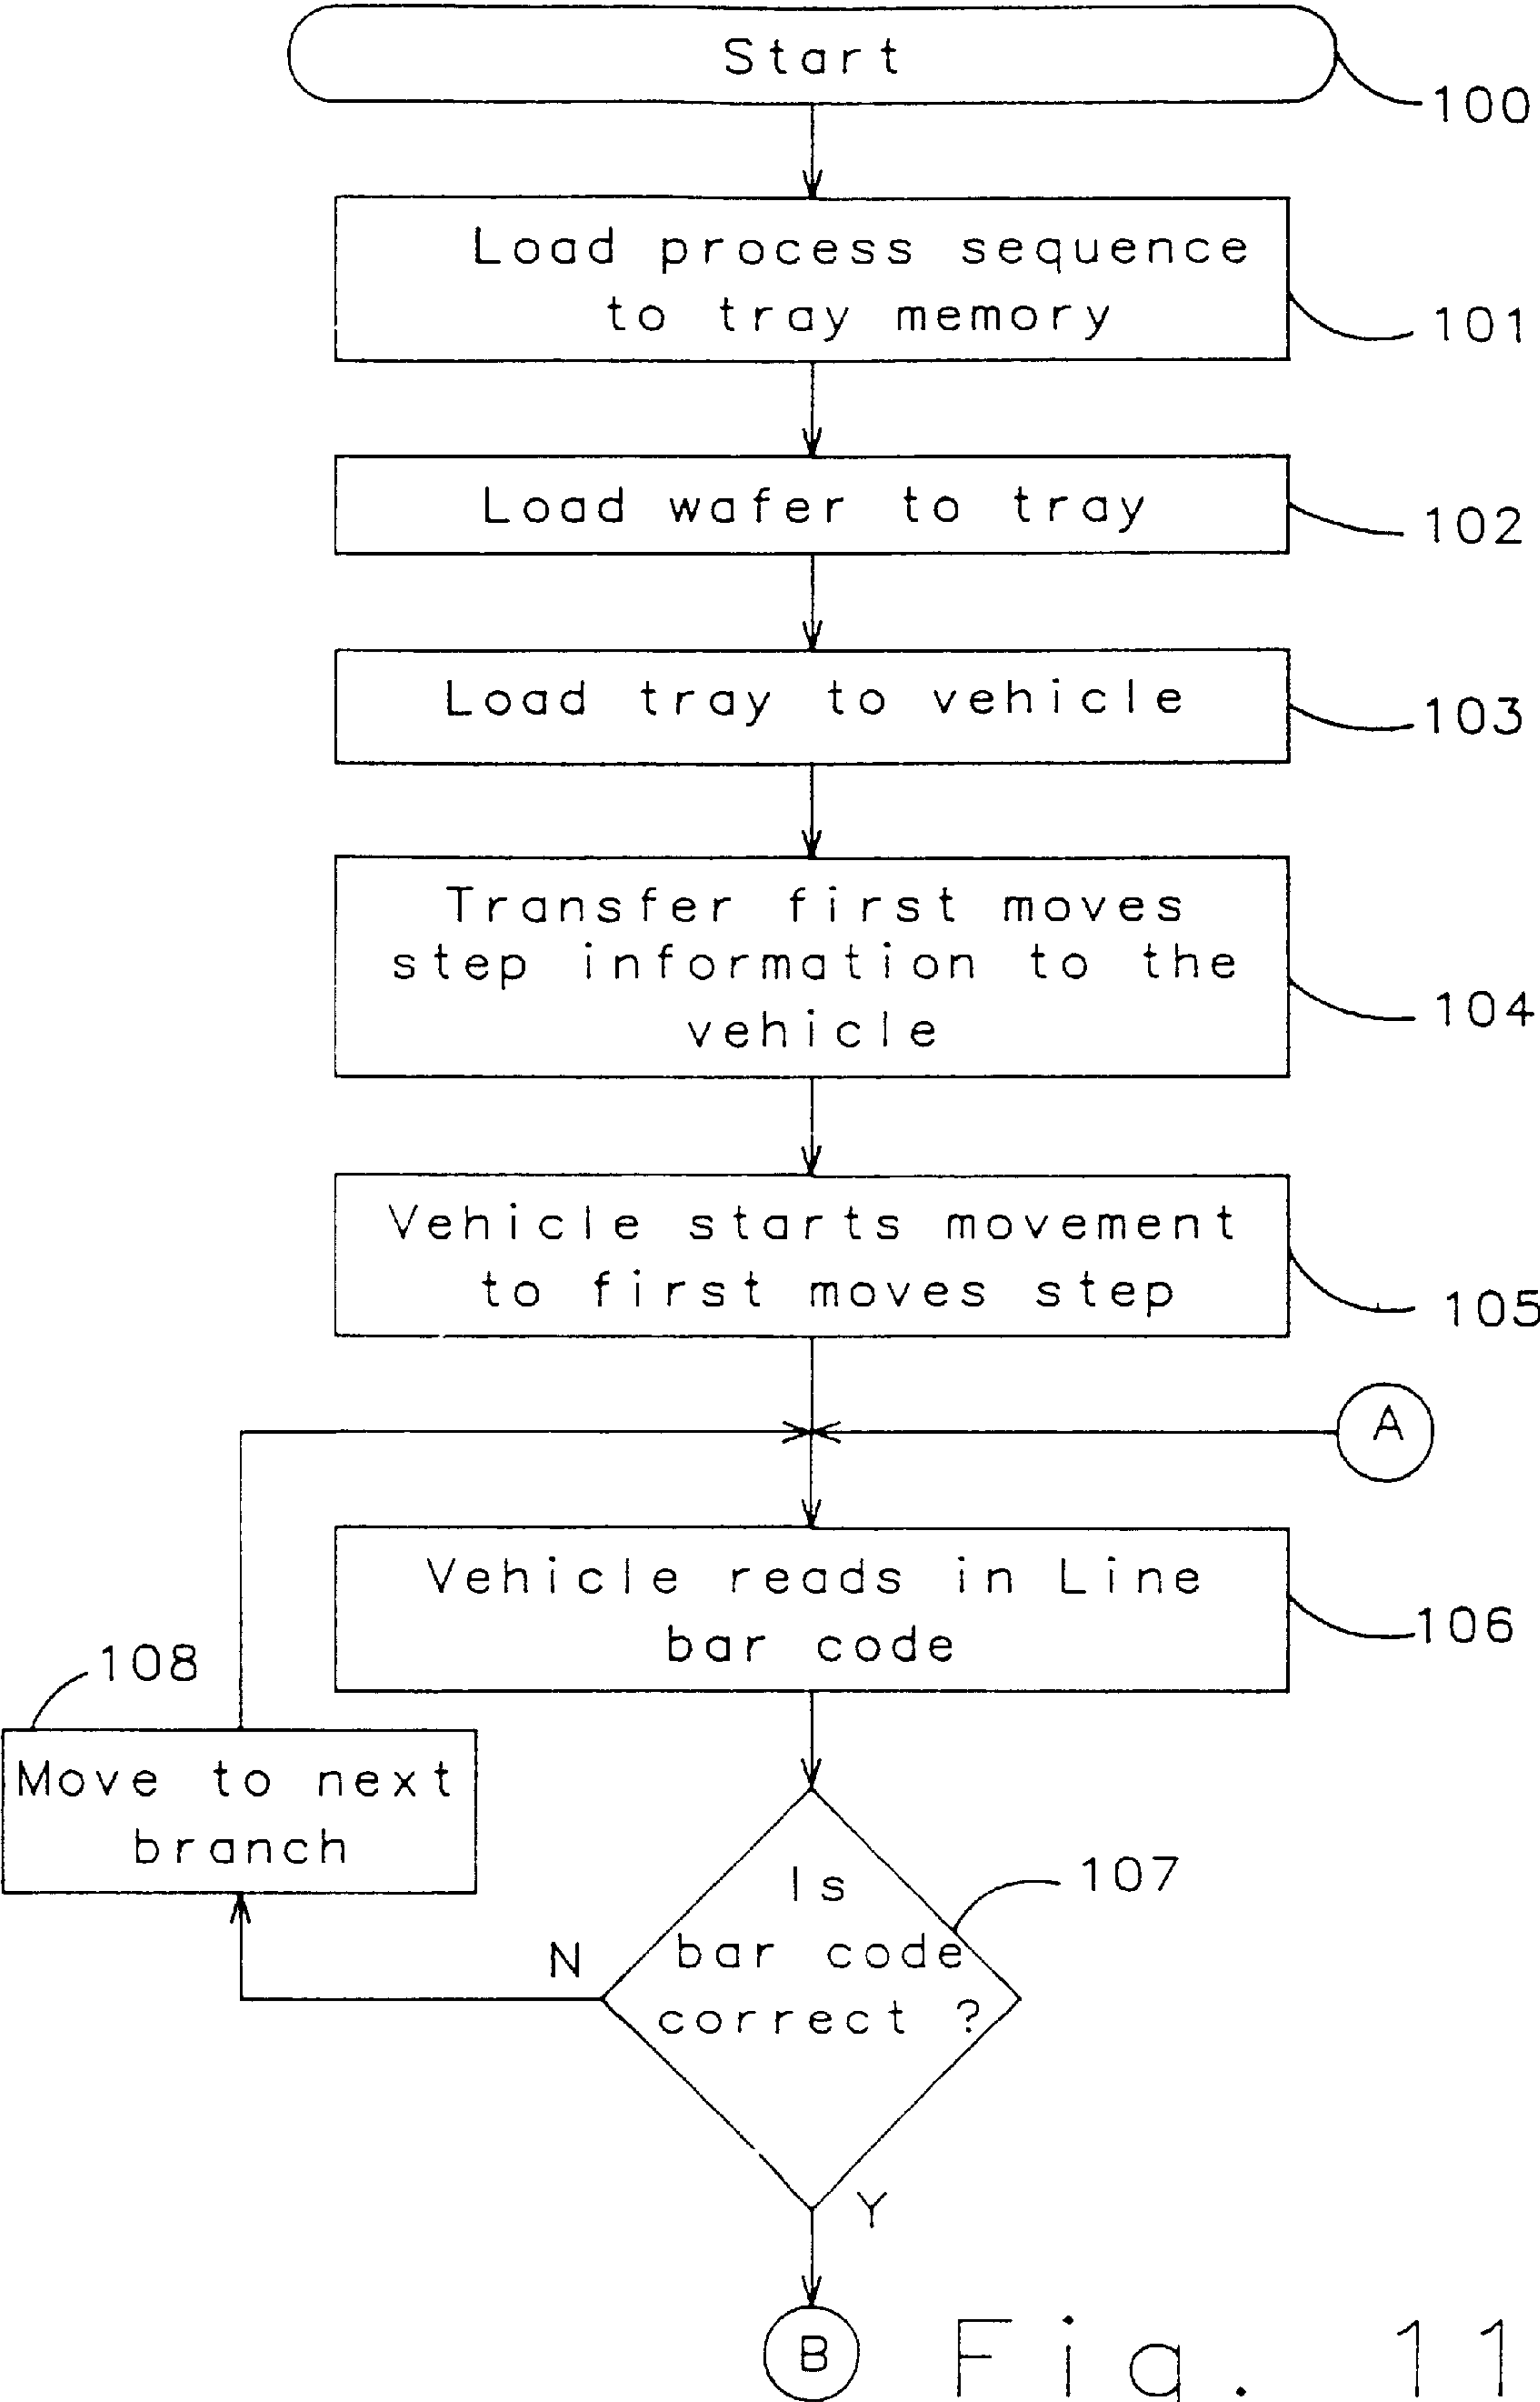 Start
100
Load process sequence
to tray memory
101
Load wafer to tray
102
Load tray to vehicle
103
Transfer first moves
step information to the
vehicle
104
Vehicle starts movement
to first moves step
105
A
Vehicle reads in Line
bar code
106
108
Move to next
branch
Is
bar code
correct ?
107
N
Y
B
Fig. 11